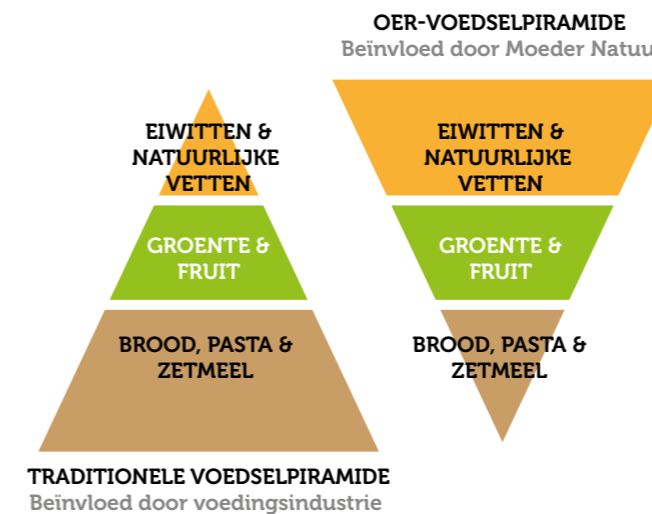 OER-VOEDSELPIRAMIDE
Beïnvloed door Moeder Natuu
EIWITTEN &
NATUURLIJKE
VETTEN
GROENTE &
FRUIT
BROOD, PASTA &
ZETMEEL
EIWITTEN &
NATUURLIJKE
VETTEN
GROENTE &
FRUIT
BROOD, PASTA &
ZETMEEL
TRADITIONELE VOEDSELPIRAMIDE
Beïnvloed door voedingsindustrie